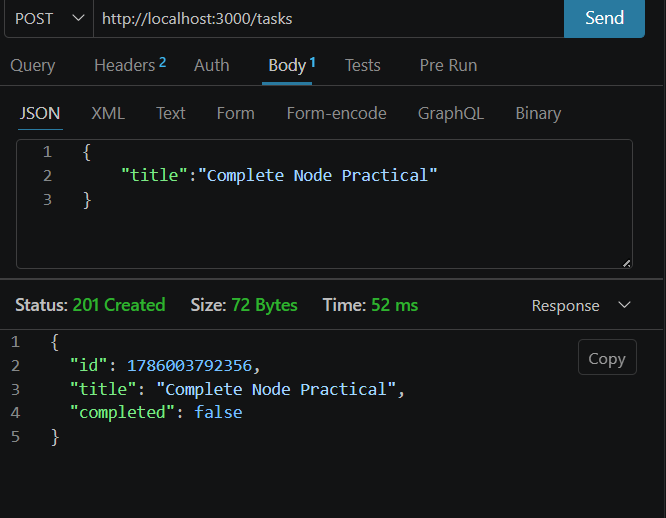 POST http://localhost:3000/tasks Send
Query Headers 2 Auth Body 1 Tests Pre Run
JSON XML Text Form Form-encode GraphQL Binary
1 {
2 "title":"Complete Node Practical"
3 }
Status: 201 Created Size: 72 Bytes Time: 52 ms Response
1 {
Copy
2 "id": 1786003792356,
3 "title": "Complete Node Practical",
4 "completed": false
5 }